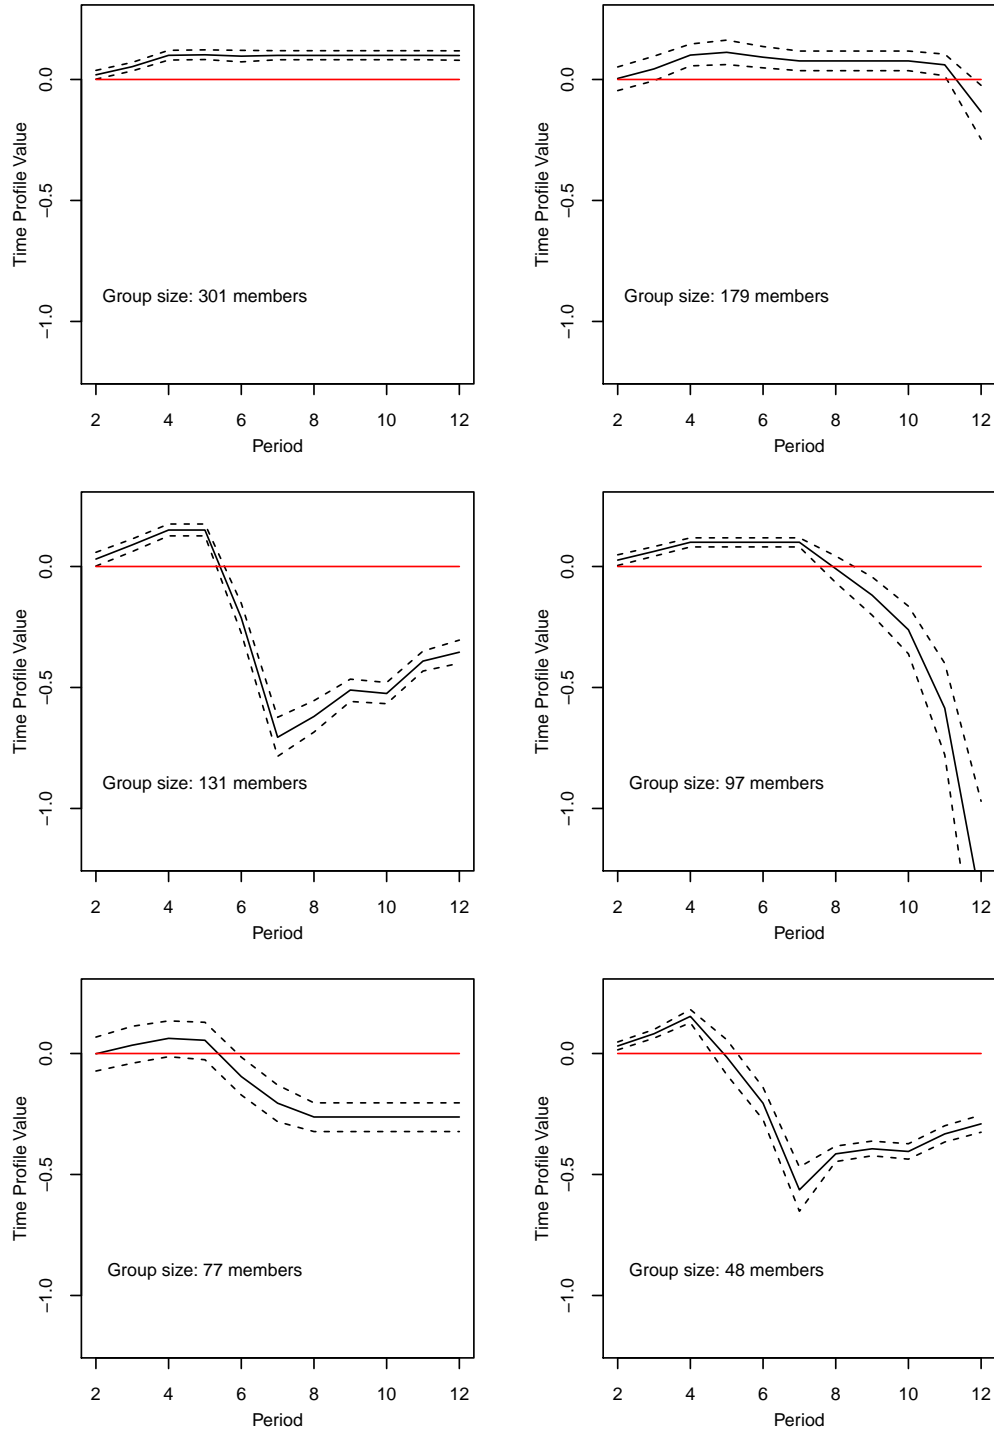 0.0
−0.5
−1.0
Time Profile Value
Group size: 301 members
2 4 6 8 10 12
Period
0.0
−0.5
−1.0
Time Profile Value
Group size: 179 members
2 4 6 8 10 12
Period
0.0
−0.5
−1.0
Time Profile Value
Group size: 131 members
2 4 6 8 10 12
Period
0.0
−0.5
−1.0
Time Profile Value
Group size: 97 members
2 4 6 8 10 12
Period
0.0
−0.5
−1.0
Time Profile Value
Group size: 77 members
2 4 6 8 10 12
Period
0.0
−0.5
−1.0
Time Profile Value
Group size: 48 members
2 4 6 8 10 12
Period